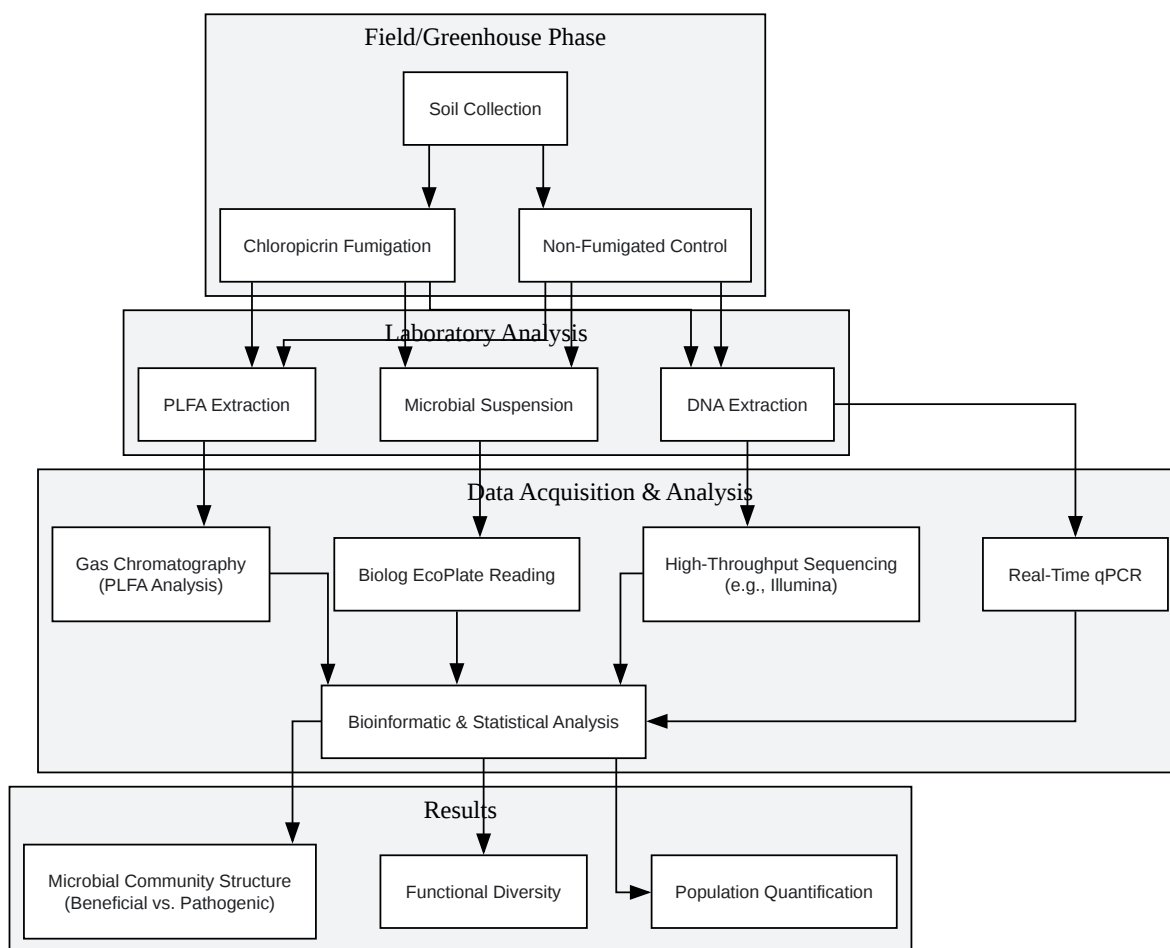 Field/Greenhouse Phase
Soil Collection
Chloropicrin Fumigation
Non-Fumigated Control
Laboratory Analysis
PLFA Extraction
Microbial Suspension
DNA Extraction
Data Acquisition & Analysis
Gas Chromatography
(PLFA Analysis)
Biolog EcoPlate Reading
High-Throughput Sequencing
(e.g., Illumina)
Real-Time qPCR
Bioinformatic & Statistical Analysis
Results
Microbial Community Structure
(Beneficial vs. Pathogenic)
Functional Diversity
Population Quantification